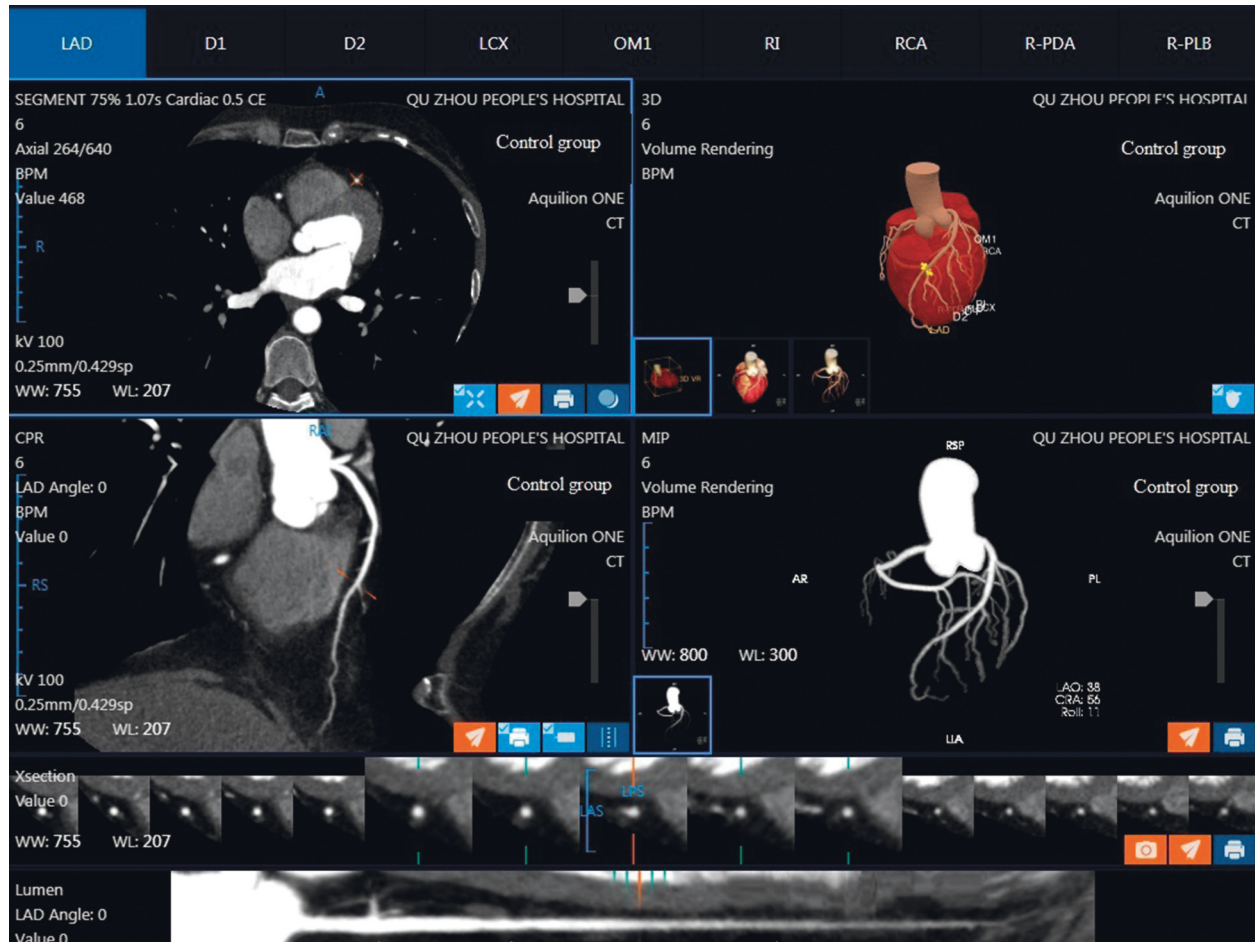 LAD D1 D2 LCX OM1 RI RCA R-PDA R-PLB
SEGMENT 75% 1.07s Cardiac 0.5 CE
A
QU ZHOU PEOPLE'S HOSPITAL
6
Control group
Axial 264/640
BPM
Value 468
Aquilion ONE
CT
R
kV 100
0.25mm/0.429sp
WW: 755 WL: 207
3D
QU ZHOU PEOPLE'S HOSPITAL
6
Control group
Volume Rendering
BPM
Aquilion ONE
CT
OM1
RCA
D2
LAD
3D VR
CPR
QU ZHOU PEOPLE'S HOSPITAL
6
LAD Angle: 0
Control group
BPM
Value 0
Aquilion ONE
CT
RS
kV 100
0.25mm/0.429sp
WW: 755 WL: 207
MIP
QU ZHOU PEOPLE'S HOSPITAL
6
Volume Rendering
Control group
BPM
Aquilion ONE
CT
AR
PL
WW: 800 WL: 300
LAO: 38
CRA: 56
Roll: 11
Xsection
Value 0
LPS
LAS
WW: 755 WL: 207
Lumen
LAD Angle: 0
Value 0